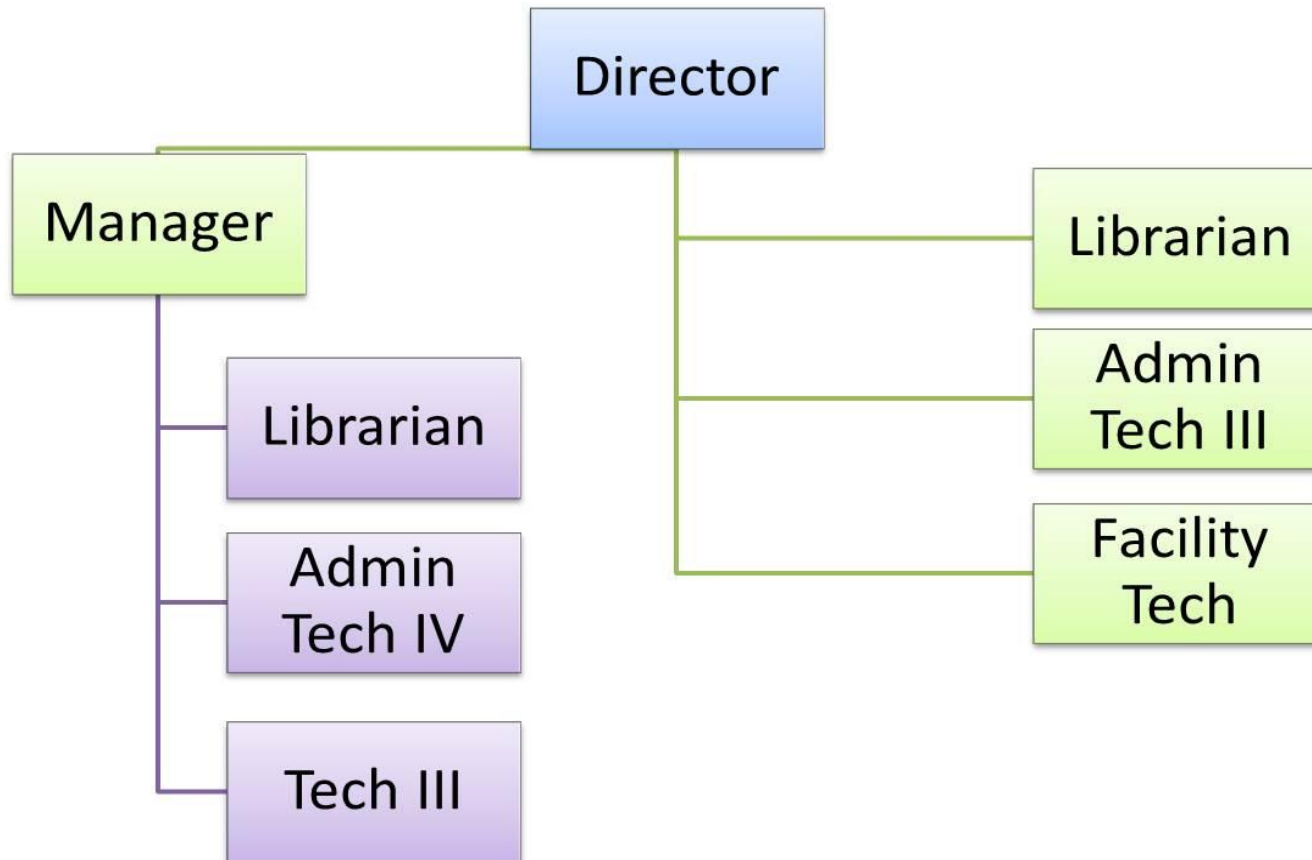 Director
Manager
Librarian
Admin
Tech IV
Tech III
Librarian
Admin
Tech III
Facility
Tech